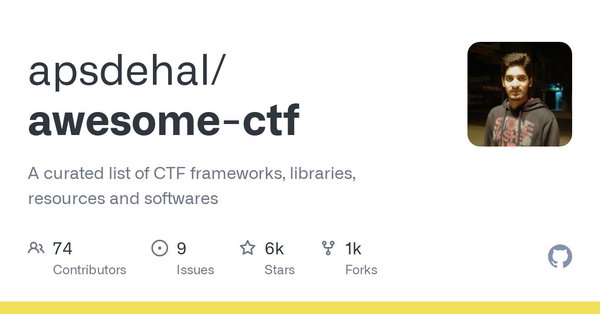 apsdehal/
awesome-ctf
A curated list of CTF frameworks, libraries,
resources and softwares
74 9 6k 1k
Contributors Issues Stars Forks